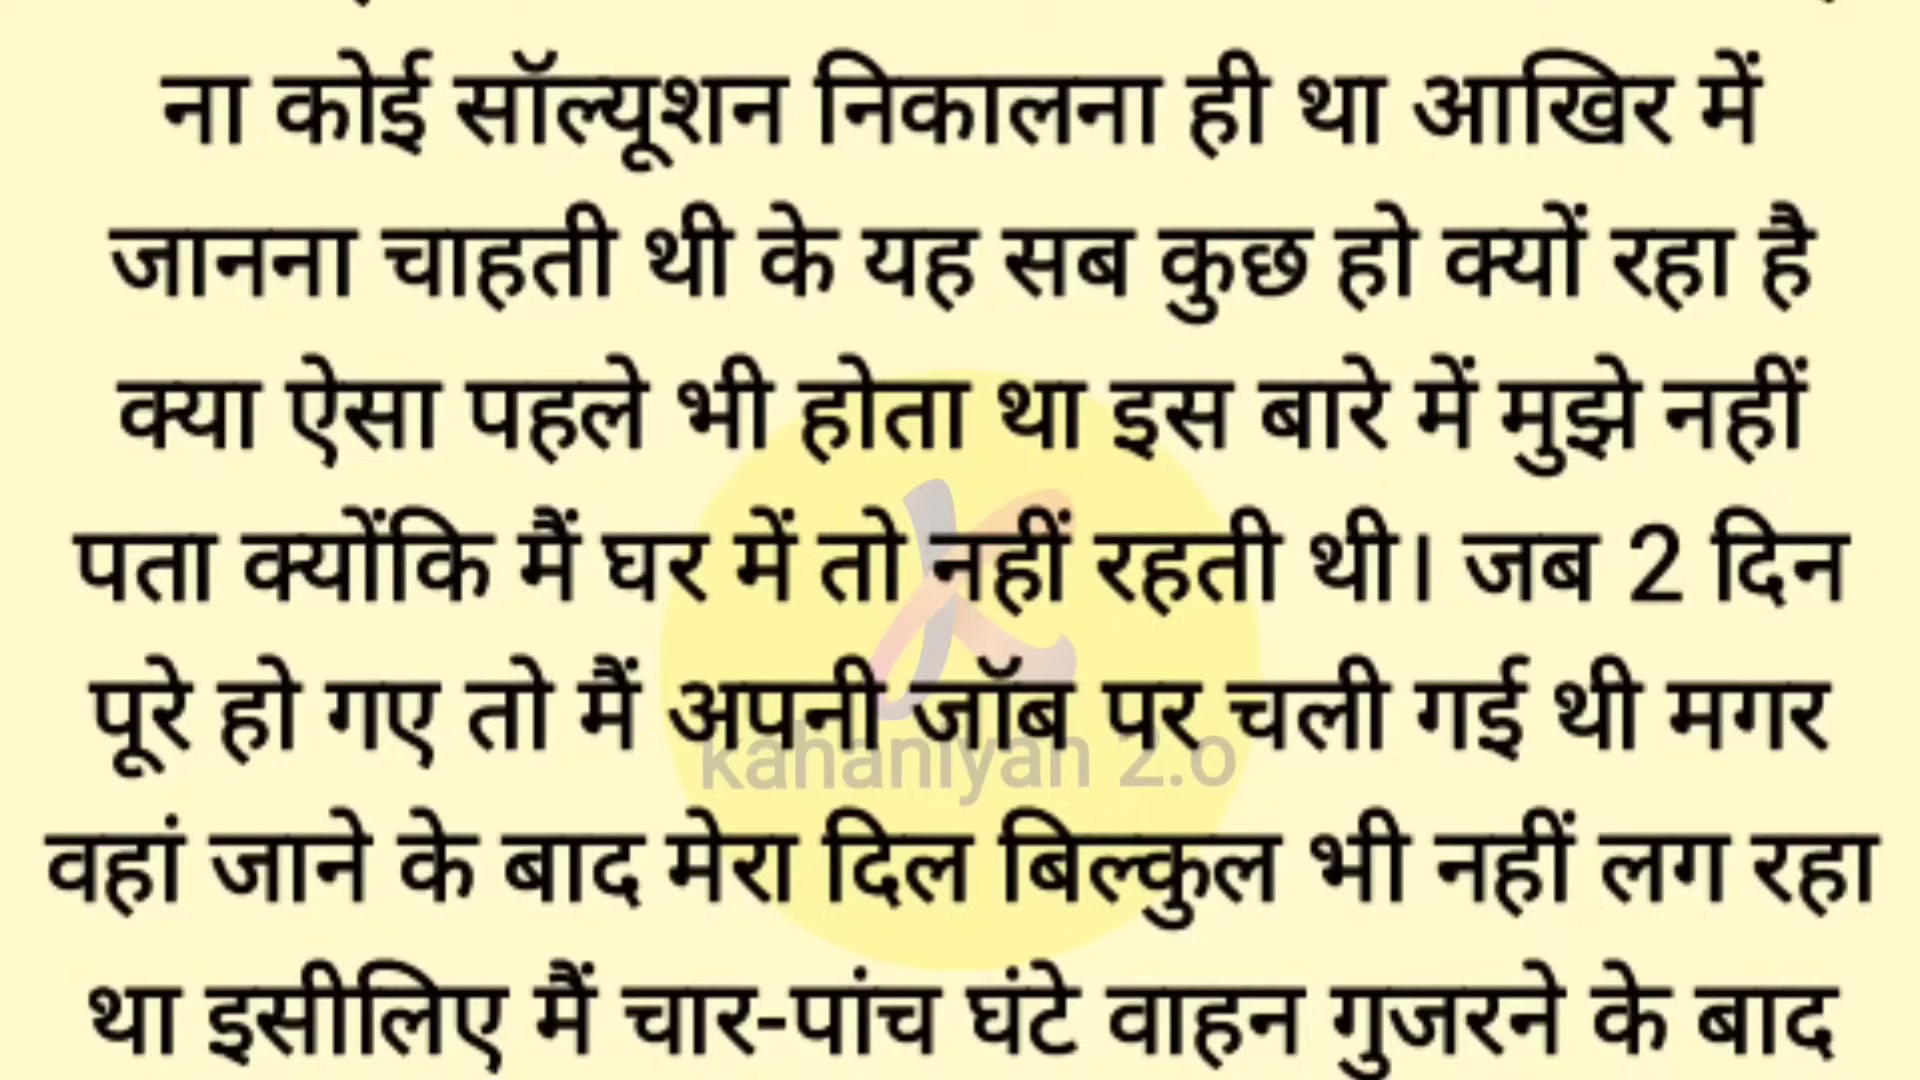 ना कोई सॉल्यूशन निकालना ही था आखिर में
जानना चाहती थी के यह सब कुछ हो क्यों रहा है
क्या ऐसा पहले भी होता था इस बारे में मुझे नहीं
पता क्योंकि मैं घर में तो नहीं रहती थी। जब 2 दिन
पूरे हो गए तो मैं अपनी जॉब पर चली गई थी मगर
kahaniyan 2.o
वहां जाने के बाद मेरा दिल बिल्कुल भी नहीं लग रहा
था इसीलिए मैं चार-पांच घंटे वाहन गुजरने के बाद